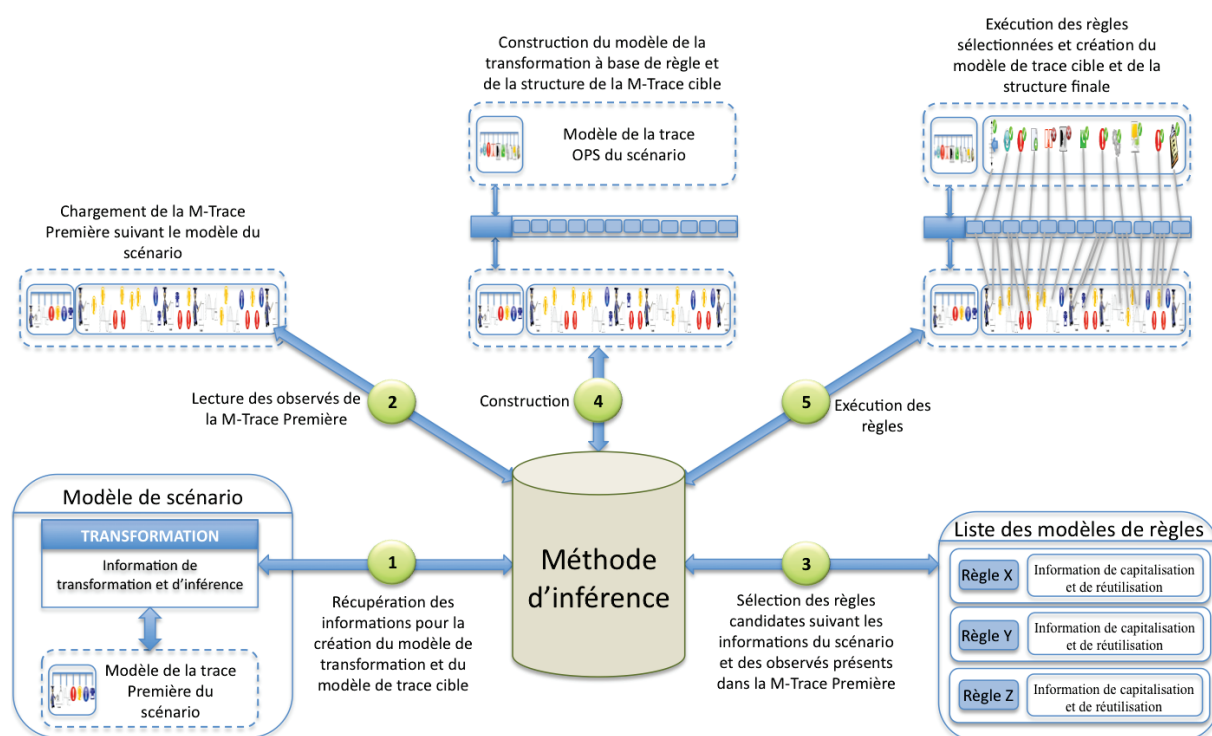 Construction du modèle de la
transformation à base de règle et
de la structure de la M-Trace cible
Modèle de la trace
OPS du scénario
Exécution des règles
sélectionnées et création du
modèle de trace cible et de la
structure finale
Chargement de la M-Trace
Première suivant le modèle du
scénario
Lecture des observés de
la M-Trace Première
2
Construction
4
5
Exécution des
règles
Modèle de scénario
TRANSFORMATION
Information de
transformation et d'inférence
Modèle de la trace
Première du
scénario
1
Récupération des
informations pour la
création du modèle de
transformation et du
modèle de trace cible
Méthode
d'inférence
3
Sélection des règles
candidates suivant les
informations du scénario
et des observés présents
dans la M-Trace Première
Liste des modèles de règles
Règle X
Information de capitalisation
et de réutilisation
Règle Y
Information de capitalisation
et de réutilisation
Règle Z
Information de capitalisation
et de réutilisation